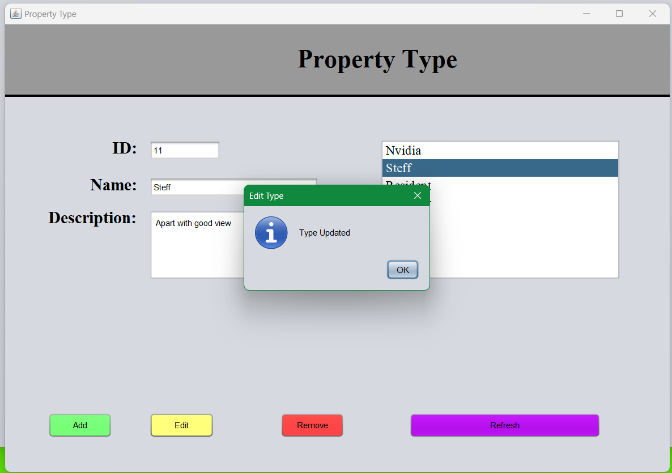 Property Type
Property Type
ID:
11
Name:
Steff
Description:
Apart with good view
Nvidia
Steff
Resident
Edit Type
Type Updated
OK
Add
Edit
Remove
Refresh